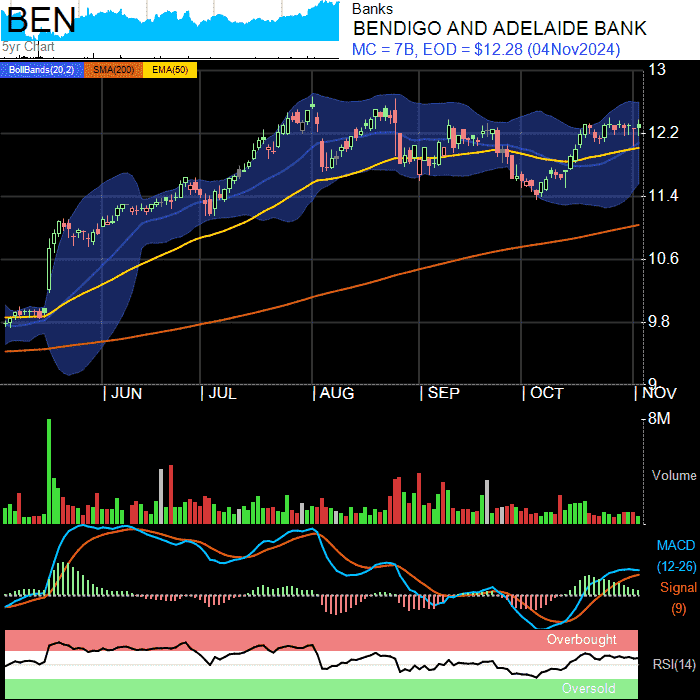 BEN
5yr Chart
Banks
BENDIGO AND ADELAIDE BANK
MC = 7B, EOD = $12.28 (04Nov2024)
BollBands(20,2) SMA(200) EMA(50)
13
12.2
11.4
10.6
9.8
9
JUN JUL AUG SEP OCT NOV
8M
Volume
MACD
(12-26)
Signal
(9)
Overbought
RSI(14)
Oversold